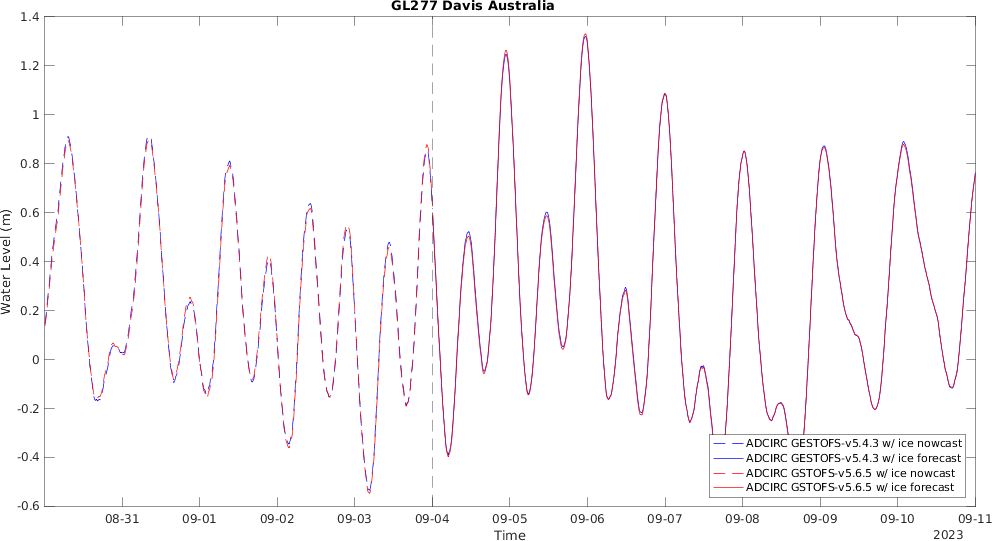 GL277 Davis Australia
1.4
1.2
1
0.8
0.6
0.4
0.2
0
-0.2
-0.4
-0.6
Water Level (m)
ADCIRC GESTOFS-v5.4.3 w/ ice nowcast
ADCIRC GESTOFS-v5.4.3 w/ ice forecast
ADCIRC GSTOFS-v5.6.5 w/ ice nowcast
ADCIRC GSTOFS-v5.6.5 w/ ice forecast
08-31 09-01 09-02 09-03 09-04 09-05 09-06 09-07 09-08 09-09 09-10 09-11
Time
2023